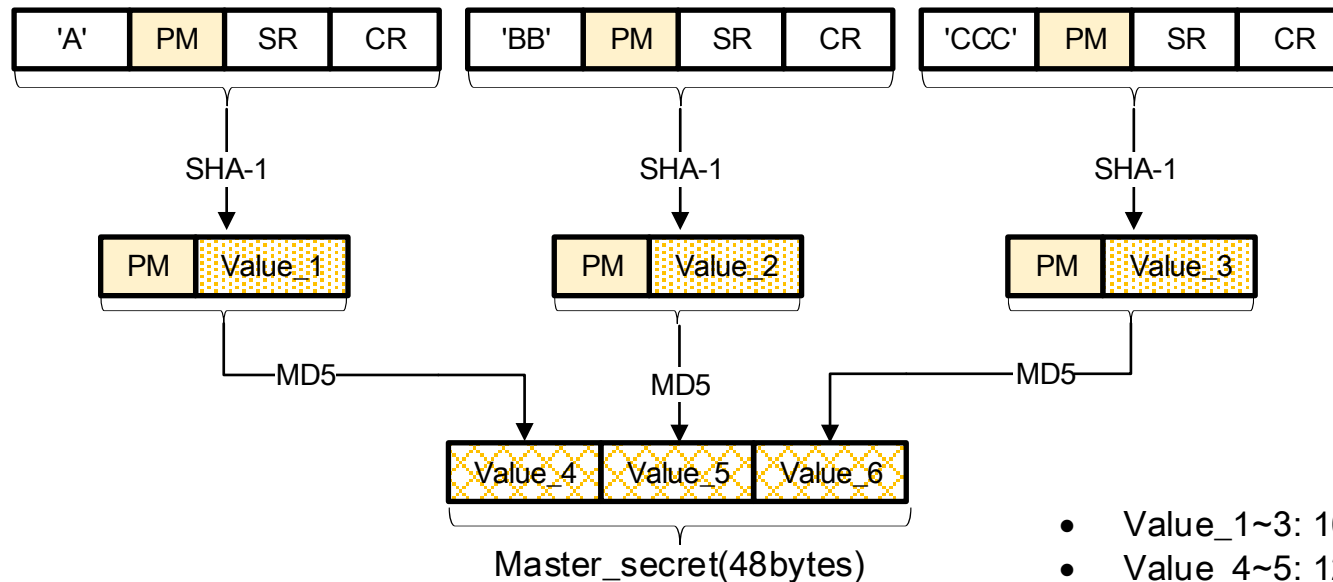 'A' PM SR CR 'BB' PM SR CR 'CCC' PM SR CR
SHA-1 SHA-1 SHA-1
PM Value_1 PM Value_2 PM Value_3
MD5 MD5 MD5
Value_4 Value_5 Value_6
Master_secret(48bytes)
• Value_1~3:
• Value_4~5: